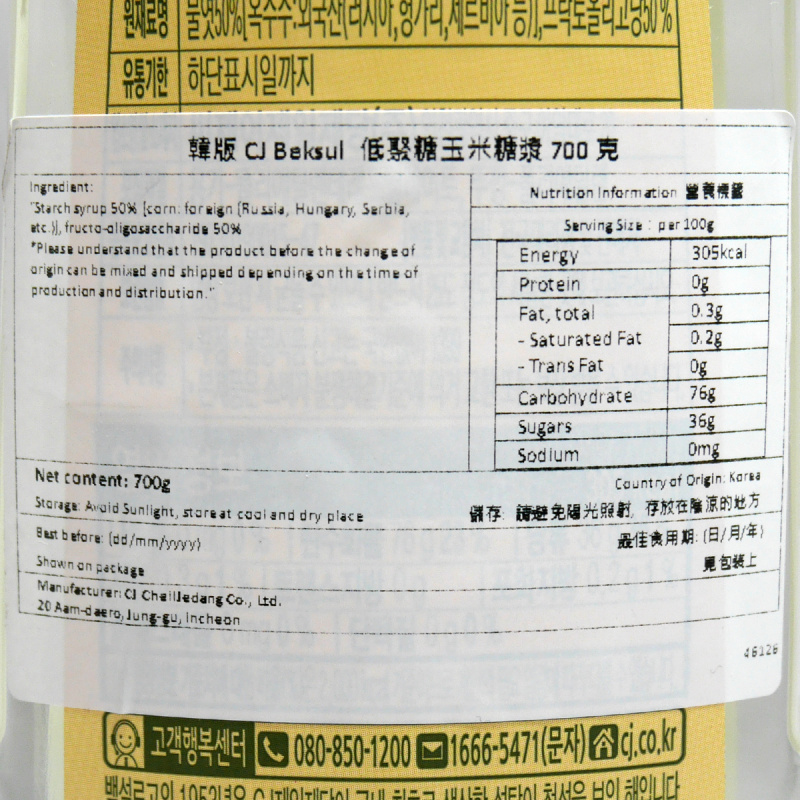 원재료명 물엿50%[옥수수:외국산(러시아,헝가리,세르비아 등)],프락토올리고당50%
유통기한 하단표시일까지
韓版 CJ Beksul 低聚糖玉米糖漿 700 克
Ingredient:
"Starch syrup 50% [corn: foreign (Russia, Hungary, Serbia,
etc.)], fructo-oligosaccharide 50%
*Please understand that the product before the change of
origin can be mixed and shipped depending on the time of
production and distribution."
Nutrition Information 營養標籤
Serving Size : per 100g
Energy 305kcal
Protein 0g
Fat, total 0.3g
- Saturated Fat 0.2g
- Trans Fat 0g
Carbohydrate 76g
Sugars 36g
Sodium 0mg
Net content: 700g
Country of Origin: Korea
Storage: Avoid Sunlight, store at cool and dry place
儲存: 請避免陽光照射, 存放在陰涼的地方
Best before: (dd/mm/yyyy)
最佳食用期: (日/月/年)
Shown on package
見包裝上
Manufacturer: CJ CheilJedang Co., Ltd.
20 Aam-daero, Jung-gu, Incheon
46126
고객행복센터 080-850-1200 1666-5471(문자) cj.co.kr